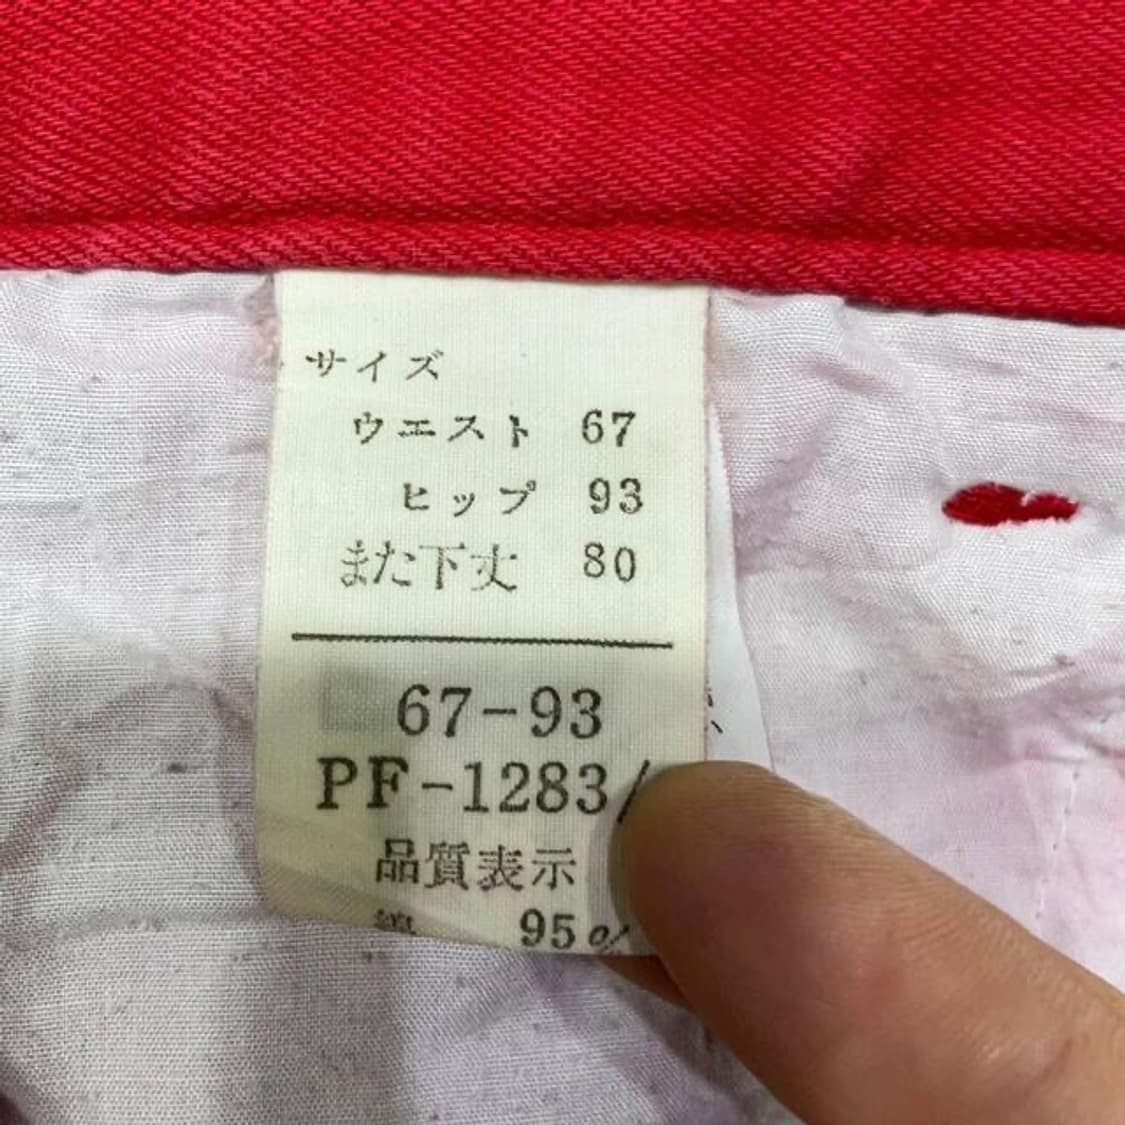 サイズ
ウエスト 67
ヒップ 93
また下丈 80
67-93
PF-1283/
品質表示
95%